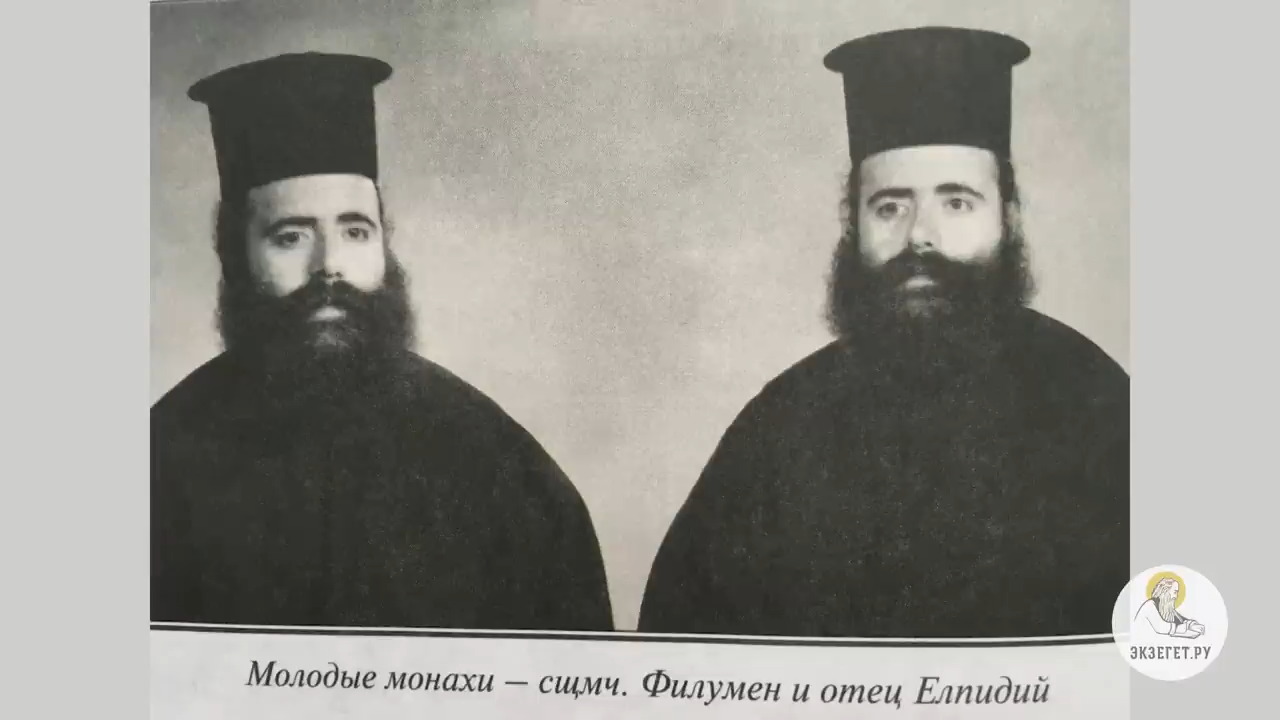 Молодые монахи — сщмч. Филумен и отец Елпидий
ЭКЗЕГЕТ.РУ